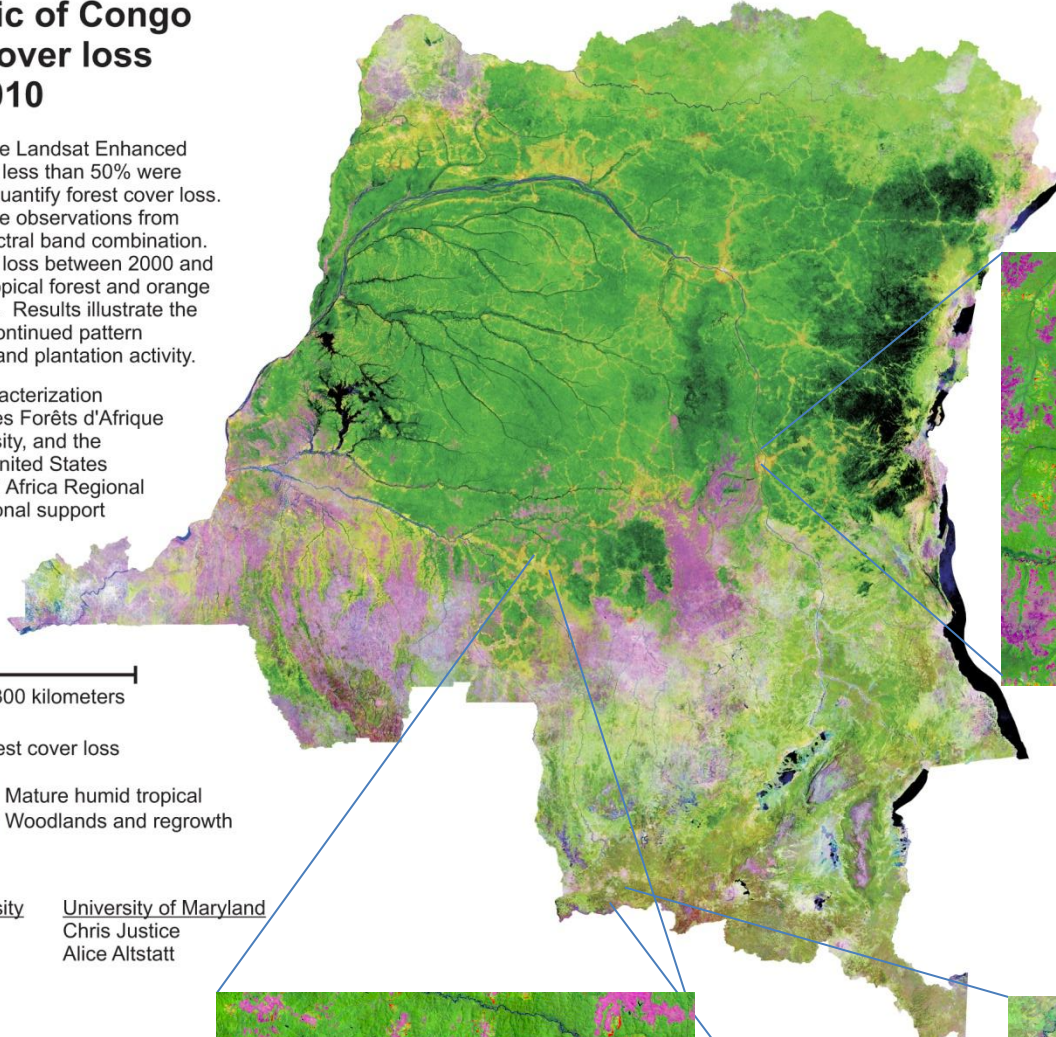 ic of Congo
over loss
010
e Landsat Enhanced
less than 50% were
uantify forest cover loss.
e observations from
ctral band combination.
loss between 2000 and
opical forest and orange
Results illustrate the
ontinued pattern
and plantation activity.
acterization
es Forêts d'Afrique
sity, and the
nited States
Africa Regional
onal support
300 kilometers
est cover loss
Mature humid tropical
Woodlands and regrowth
sity University of Maryland
Chris Justice
Alice Altstatt